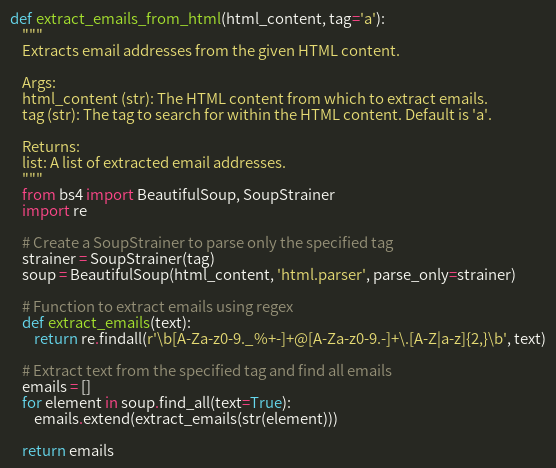 def extract_emails_from_html(html_content, tag='a'):
    """
    Extracts email addresses from the given HTML content.

    Args:
    html_content (str): The HTML content from which to extract emails.
    tag (str): The tag to search for within the HTML content. Default is 'a'.

    Returns:
    list: A list of extracted email addresses.
    """
    from bs4 import BeautifulSoup, SoupStrainer
    import re

    # Create a SoupStrainer to parse only the specified tag
    strainer = SoupStrainer(tag)
    soup = BeautifulSoup(html_content, 'html.parser', parse_only=strainer)

    # Function to extract emails using regex
    def extract_emails(text):
        return re.findall(r'\b[A-Za-z0-9._%+-]+@[A-Za-z0-9.-]+\.[A-Z|a-z]{2,}\b', text)

    # Extract text from the specified tag and find all emails
    emails = []
    for element in soup.find_all(text=True):
        emails.extend(extract_emails(str(element)))

    return emails